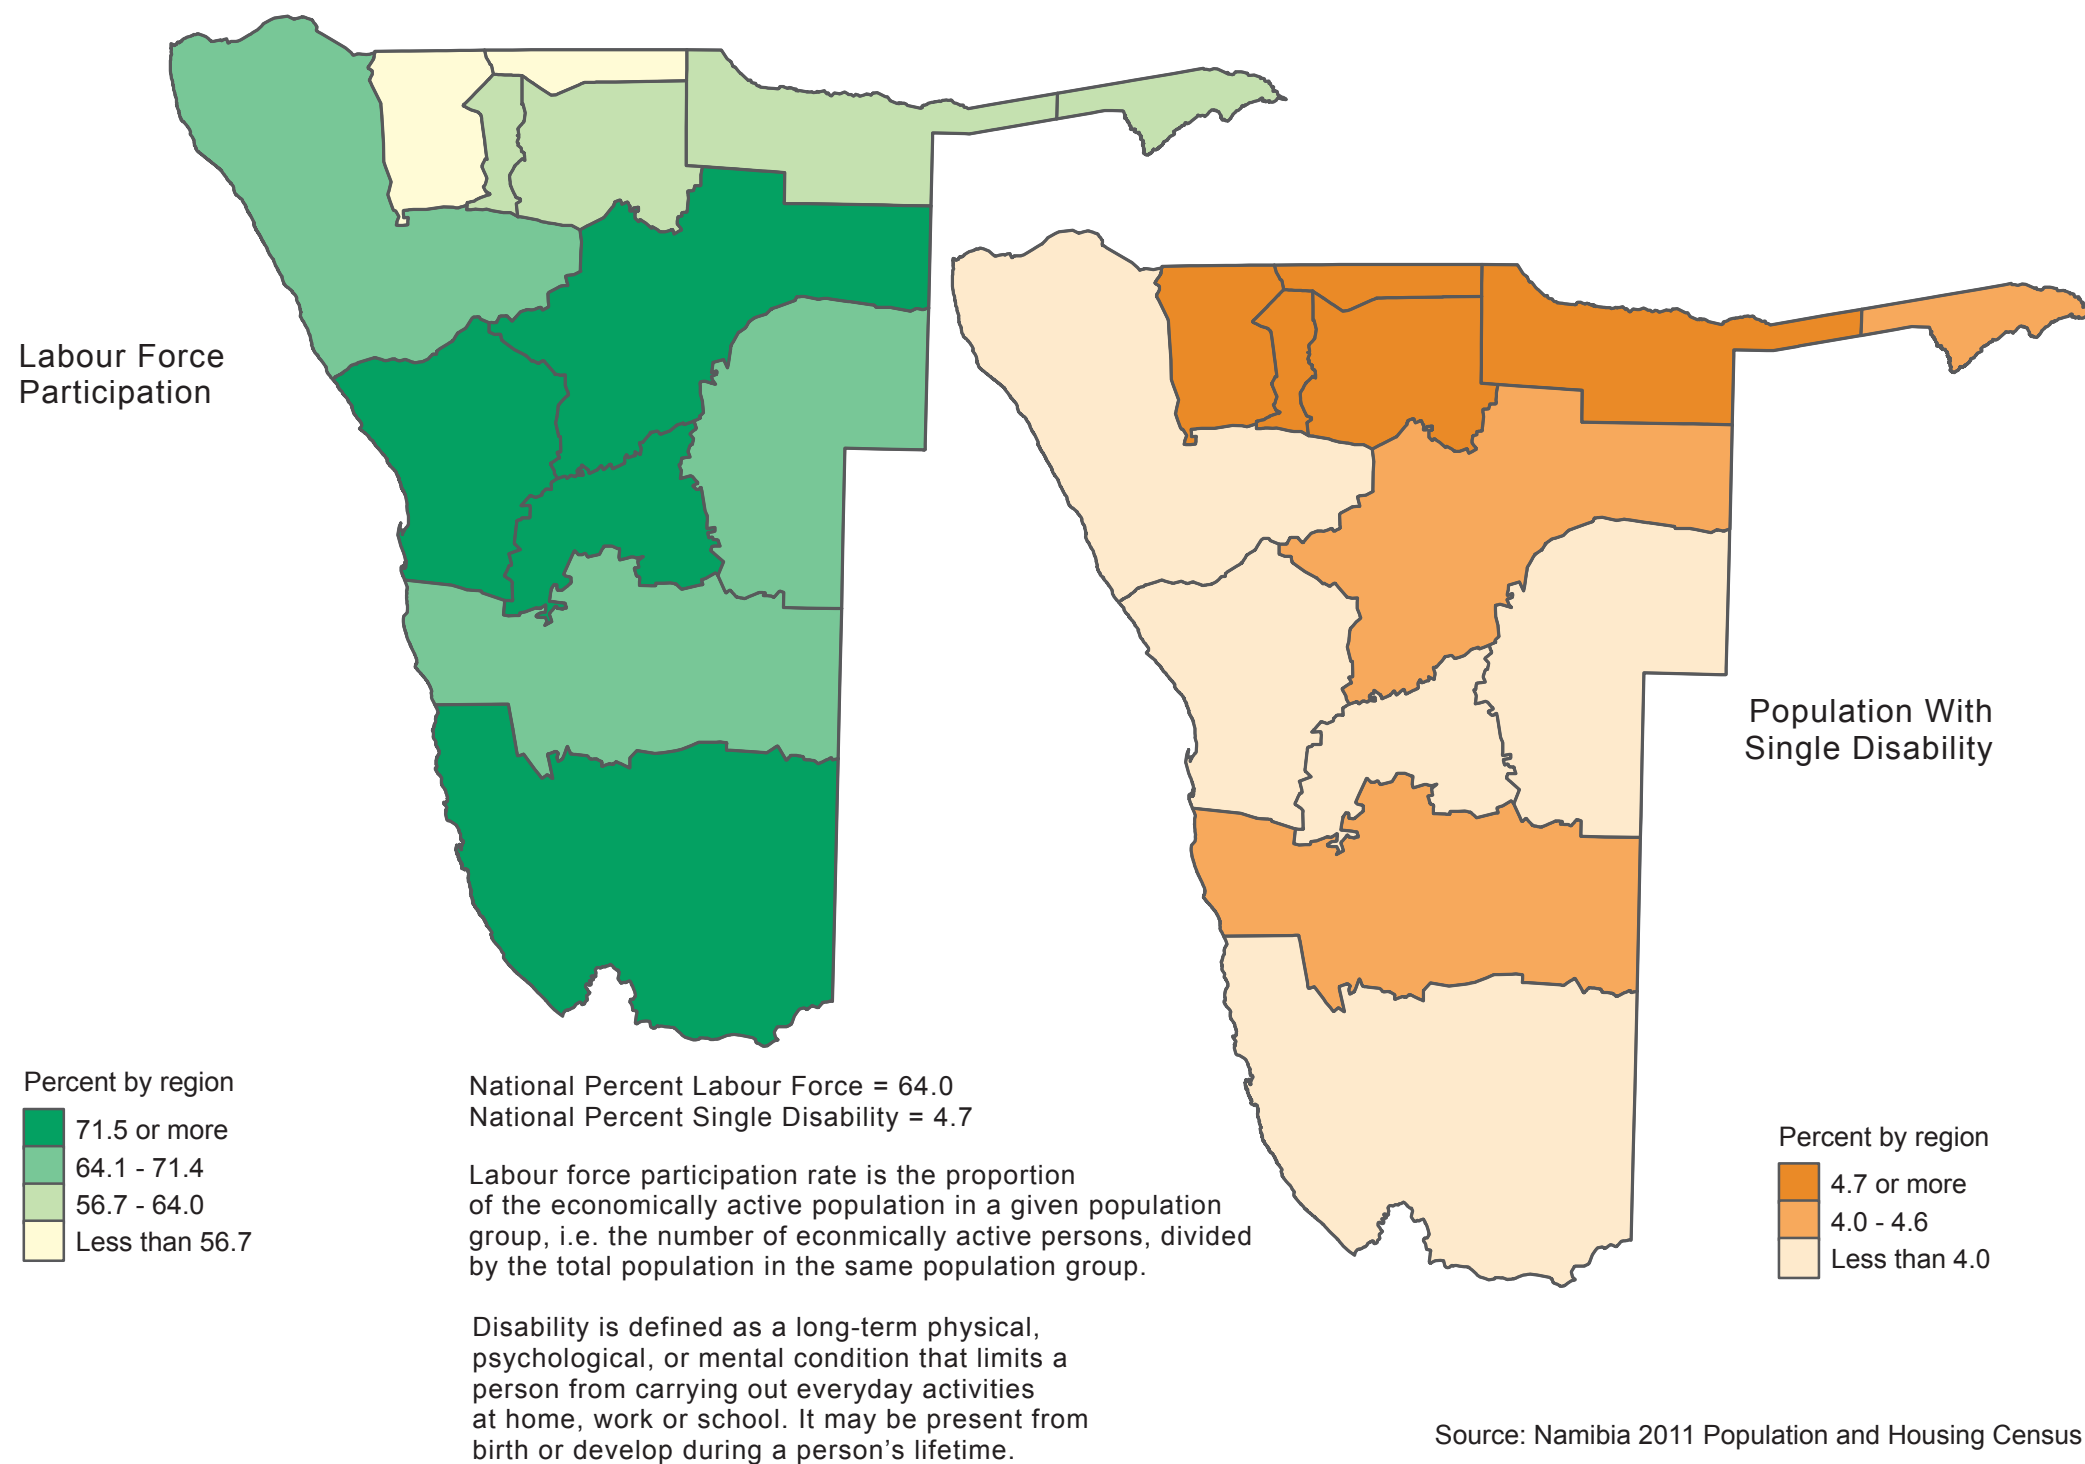 Labour Force
Participation
Population With
Single Disability
Percent by region
71.5 or more
64.1 - 71.4
56.7 - 64.0
Less than 56.7
National Percent Labour Force = 64.0
National Percent Single Disability = 4.7
Labour force participation rate is the proportion
of the economically active population in a given population
group, i.e. the number of econmically active persons, divided
by the total population in the same population group.
Disability is defined as a long-term physical,
psychological, or mental condition that limits a
person from carrying out everyday activities
at home, work or school. It may be present from
birth or develop during a person's lifetime.
Percent by region
4.7 or more
4.0 - 4.6
Less than 4.0
Source: Namibia 2011 Population and Housing Census